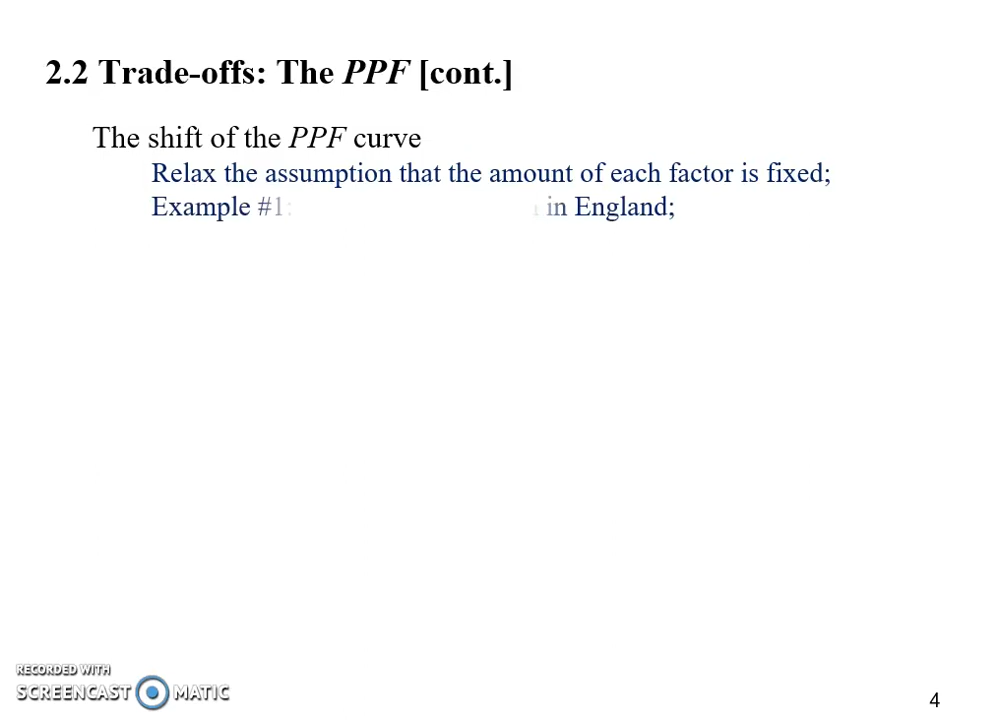 2.2 Trade-offs: The PPF [cont.]
The shift of the PPF curve
Relax the assumption that the amount of each factor is fixed;
Example #1: in England;
RECORDED WITH
SCREENCAST MATIC
4